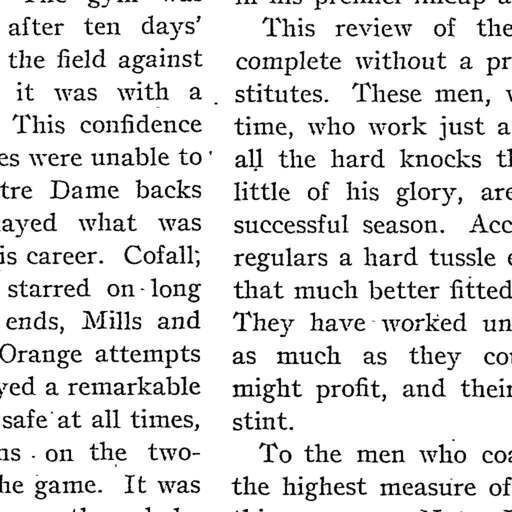 The gym was
after ten days'
the field against
it was with a
This confidence
es were unable to
tre Dame backs
layed what was
is career. Cofall;
starred on long
ends, Mills and
Orange attempts
yed a remarkable
safe at all times,
ns on the two-
he game. It was
in his premier lineup
This review of the
complete without a pr
stitutes. These men, w
time, who work just a
all the hard knocks th
little of his glory, are
successful season. Acc
regulars a hard tussle
that much better fitted
They have worked un
as much as they cou
might profit, and their
stint.
To the men who coa
the highest measure of